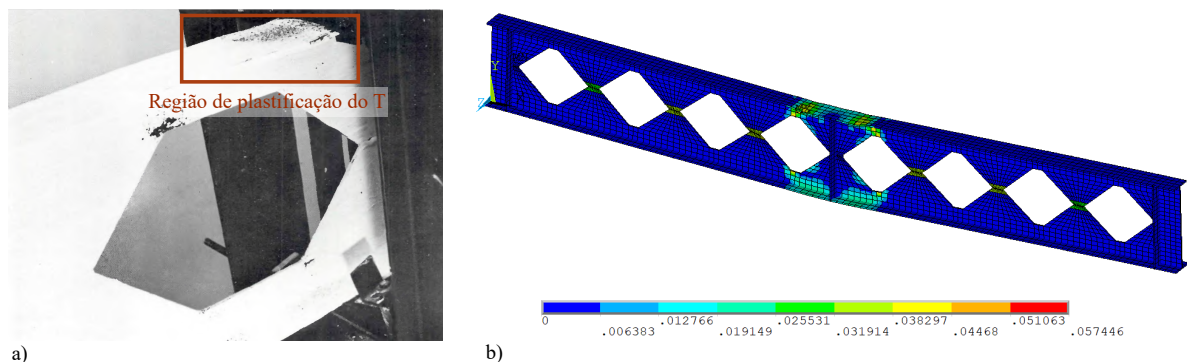 Região de plastificação do T
Y
Z
0
.006383
.012766
.019149
.025531
.031914
.038297
.04468
.051063
.057446
a)
b)